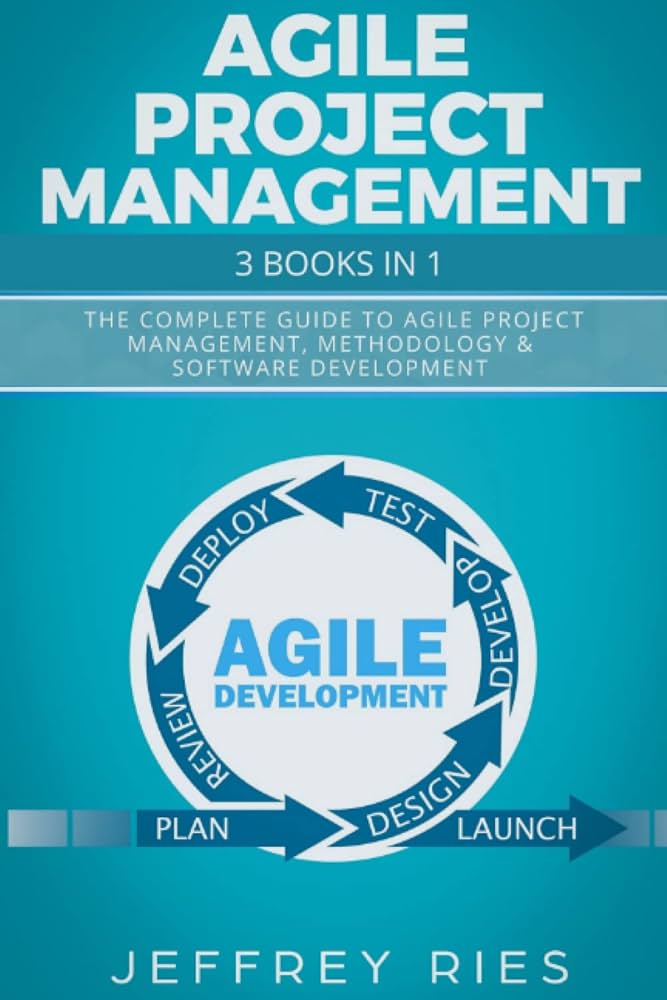 AGILE
PROJECT
MANAGEMENT
3 BOOKS IN 1
THE COMPLETE GUIDE TO AGILE PROJECT
MANAGEMENT, METHODOLOGY &
SOFTWARE DEVELOPMENT
DEPLOY
TEST
DEVELOP
AGILE
DEVELOPMENT
REVIEW
DESIGN
PLAN
LAUNCH
JEFFREY RIES